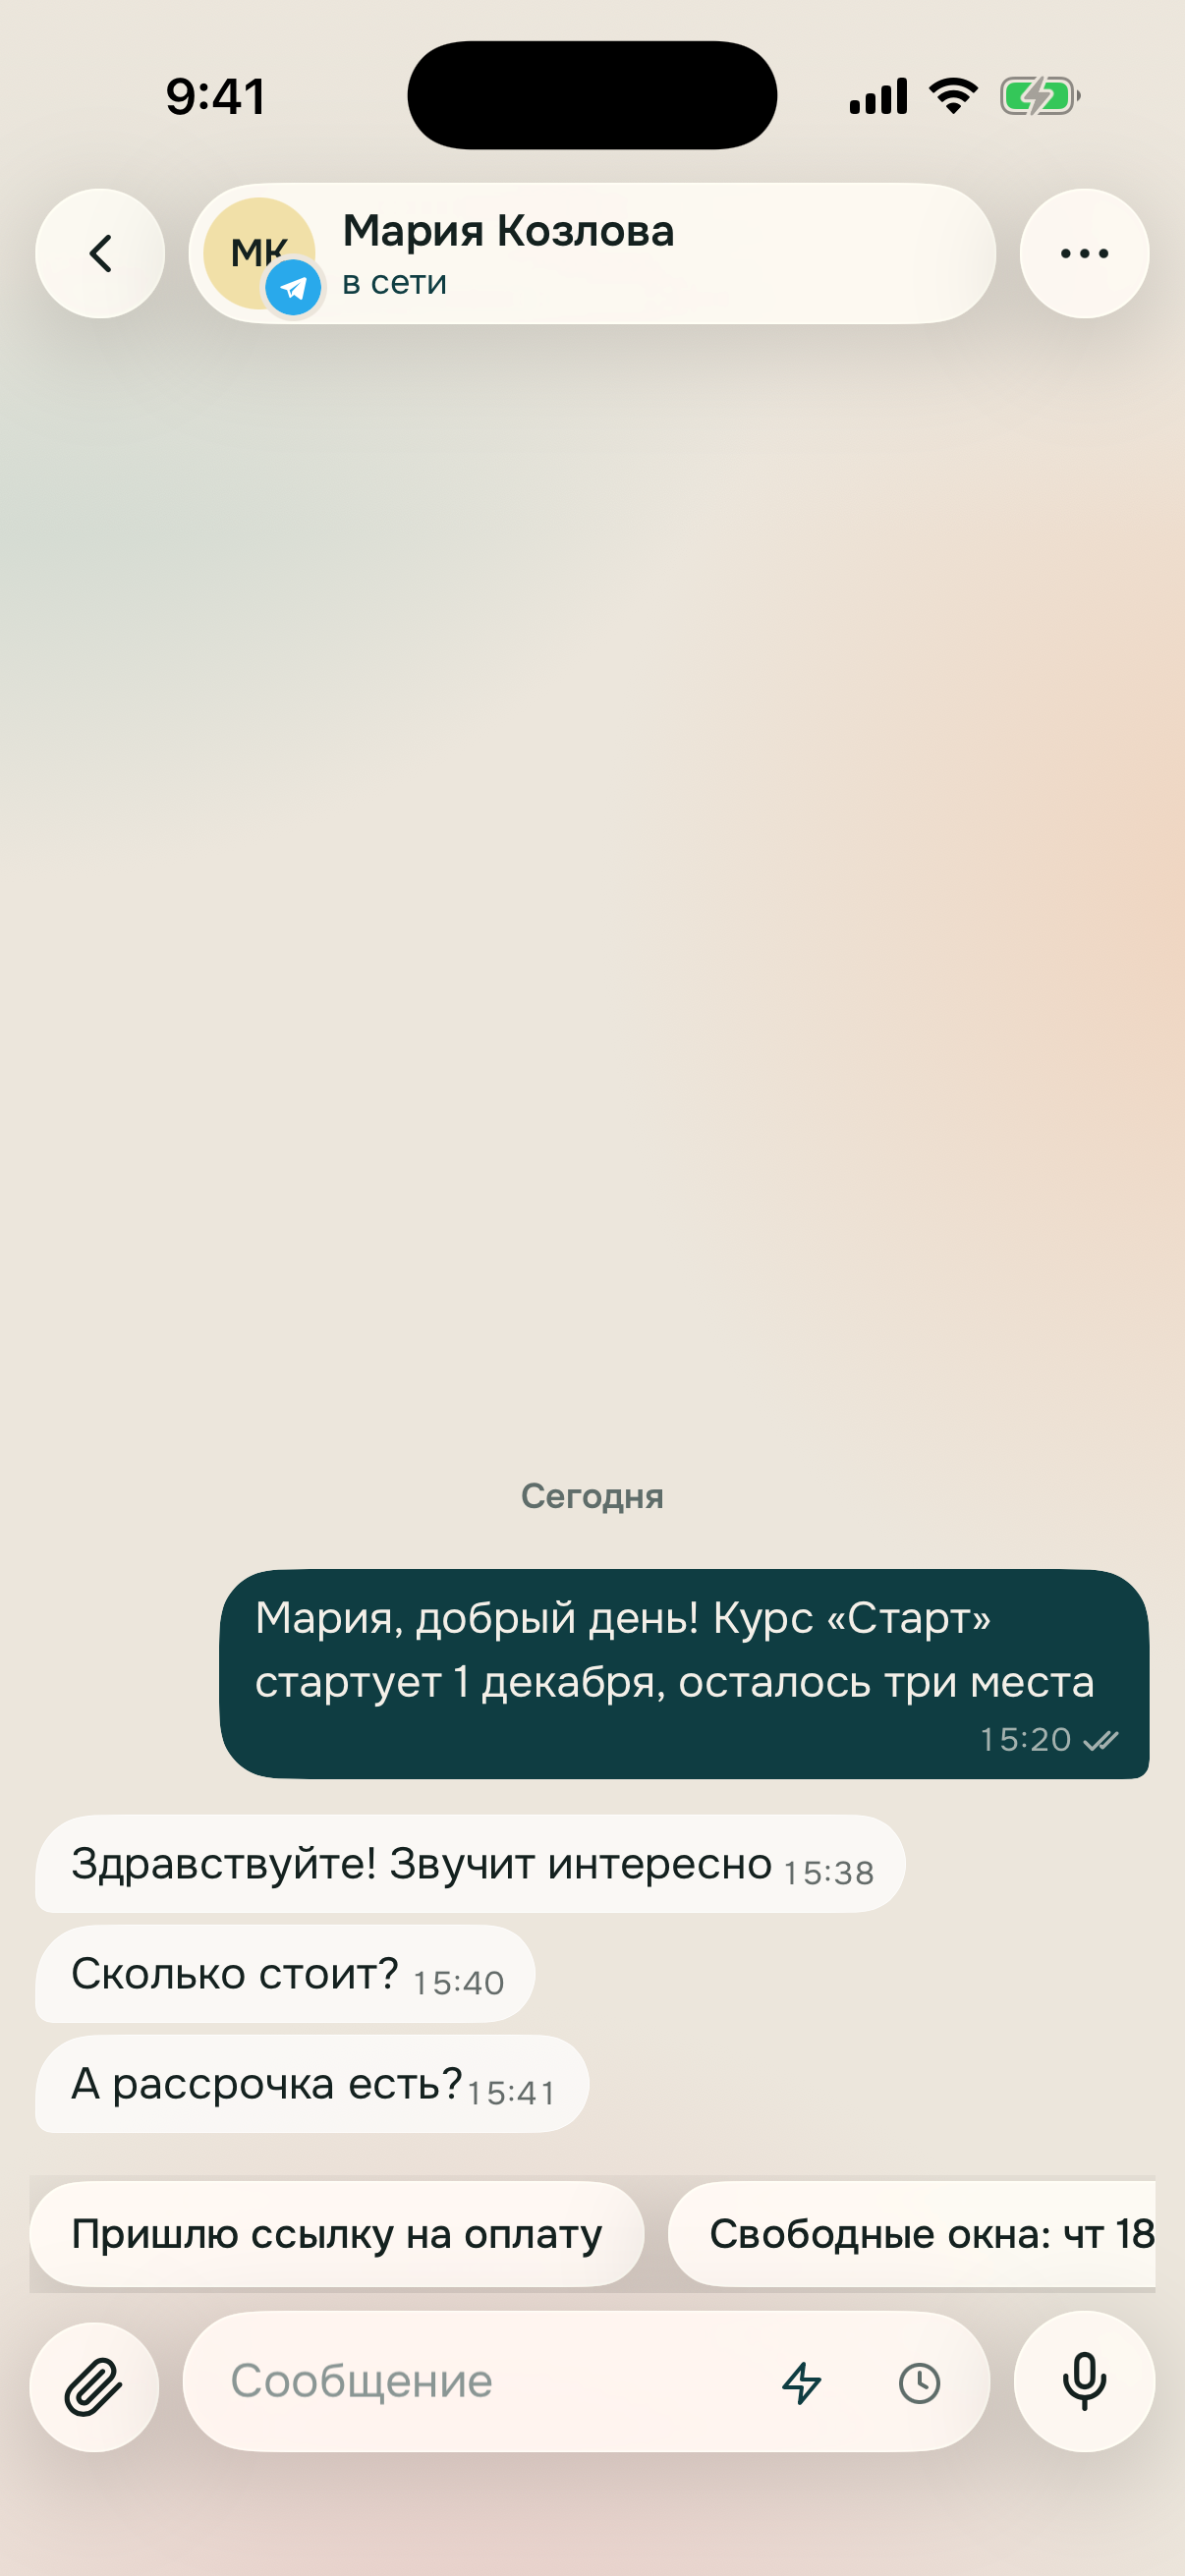 9:41
МК
Мария Козлова
в сети
Сегодня
Мария, добрый день! Курс «Старт»
стартует 1 декабря, осталось три места
15:20
Здравствуйте! Звучит интересно 15:38
Сколько стоит? 15:40
А рассрочка есть? 15:41
Пришлю ссылку на оплату
Свободные окна: чт 18
Сообщение